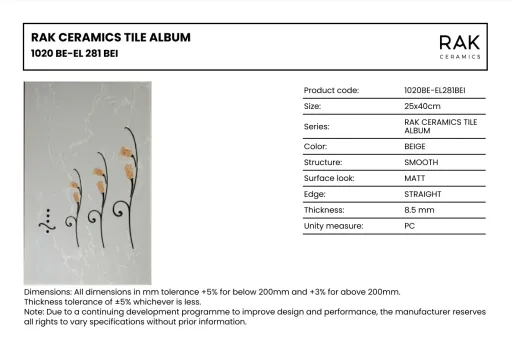 RAK CERAMICS TILE ALBUM
1020 BE-EL 281 BEI
RAK
CERAMICS
Product code: 1020BE-EL281BEI
Size: 25x40cm
Series: RAK CERAMICS TILE
ALBUM
Color: BEIGE
Structure: SMOOTH
Surface look: MATT
Edge: STRAIGHT
Thickness: 8.5 mm
Unity measure: PC
Dimensions: All dimensions in mm tolerance +5% for below 200mm and +3% for above 200mm.
Thickness tolerance of ±5% whichever is less.
Note: Due to a continuing development programme to improve design and performance, the manufacturer reserves
all rights to vary specifications without prior information.